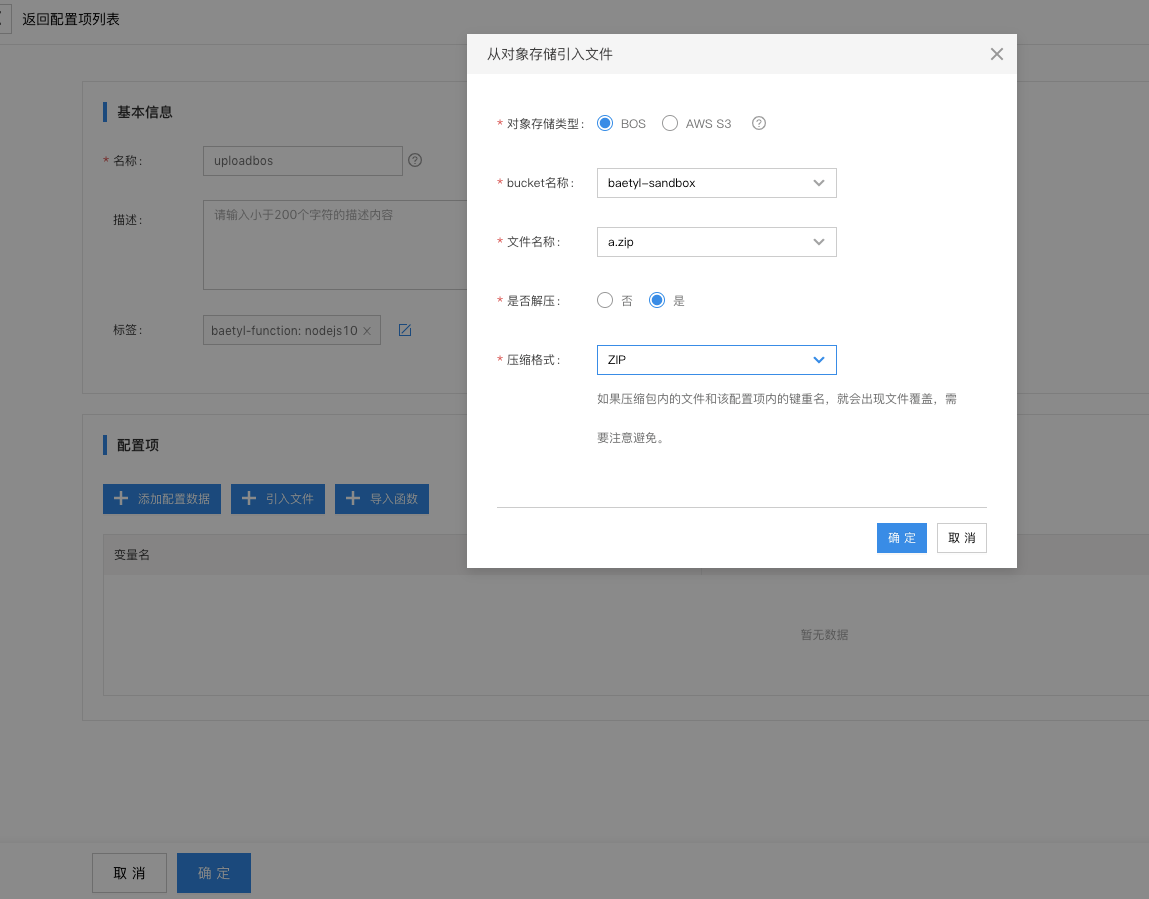 返回配置项列表
基本信息
* 名称：
uploadbos
描述：
请输入小于200个字符的描述内容
标签：
baetyl-function: nodejs10
配置项
添加配置数据
引入文件
导入函数
变量名
暂无数据
取消
确定
从对象存储引入文件
* 对象存储类型：
BOS
AWS S3
* bucket名称：
baetyl-sandbox
* 文件名称：
a.zip
* 是否解压：
否
是
* 压缩格式：
ZIP
如果压缩包内的文件和该配置项内的键重名，就会出现文件覆盖，需
要注意避免。
确定
取消